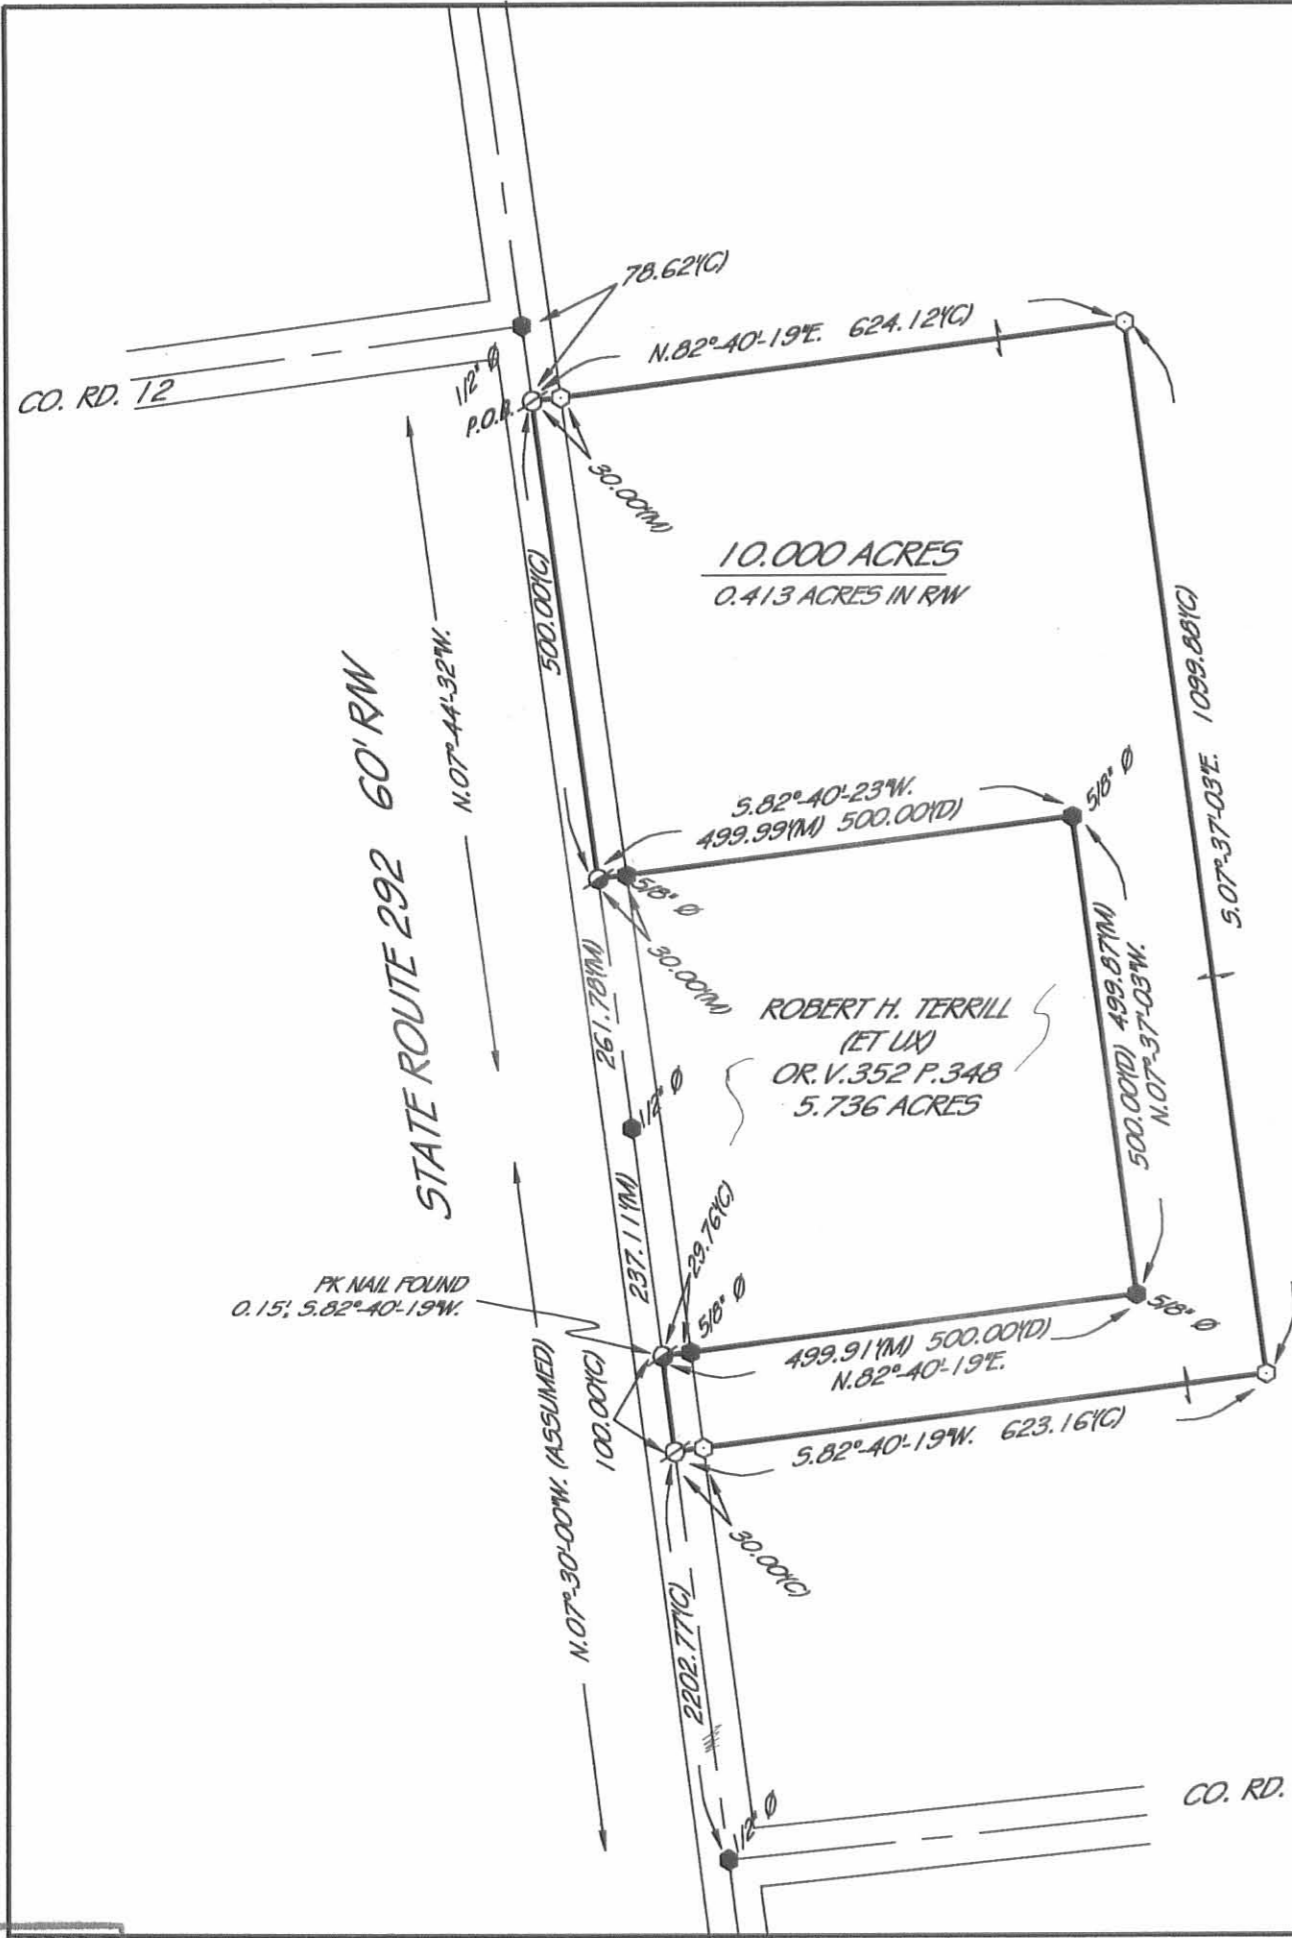 78.62'(C)
N.82°-40'-19"E. 624.12'(C)
CO. RD. 12
1/2" Ø
P.O.B.
30.00'(M)
10.000 ACRES
0.413 ACRES IN R/W
500.00'(C)
N.07°-44'-32"W.
STATE ROUTE 292 60' R/W
S.07°-37'-03"E. 1099.88'(C)
S.82°-40'-23"W.
499.99'(M) 500.00'(D)
5/8" Ø
5/8" Ø
30.00'(M)
261.78'(M)
500.00'(D) 499.87'(M)
N.07°-37'-03"W.
ROBERT H. TERRILL
(ET UX)
OR. V.352 P.348
5.736 ACRES
1/2" Ø
237.11'(M)
29.76'(C)
5/8" Ø
PK NAIL FOUND
0.15', S.82°-40'-19"W.
5/8" Ø
499.91'(M) 500.00'(D)
N.82°-40'-19"E.
100.00'(C)
N.07°-30'-00"W. (ASSUMED)
S.82°-40'-19"W. 623.16'(C)
30.00'(C)
2202.77'(C)
1/2" Ø
CO. RD.